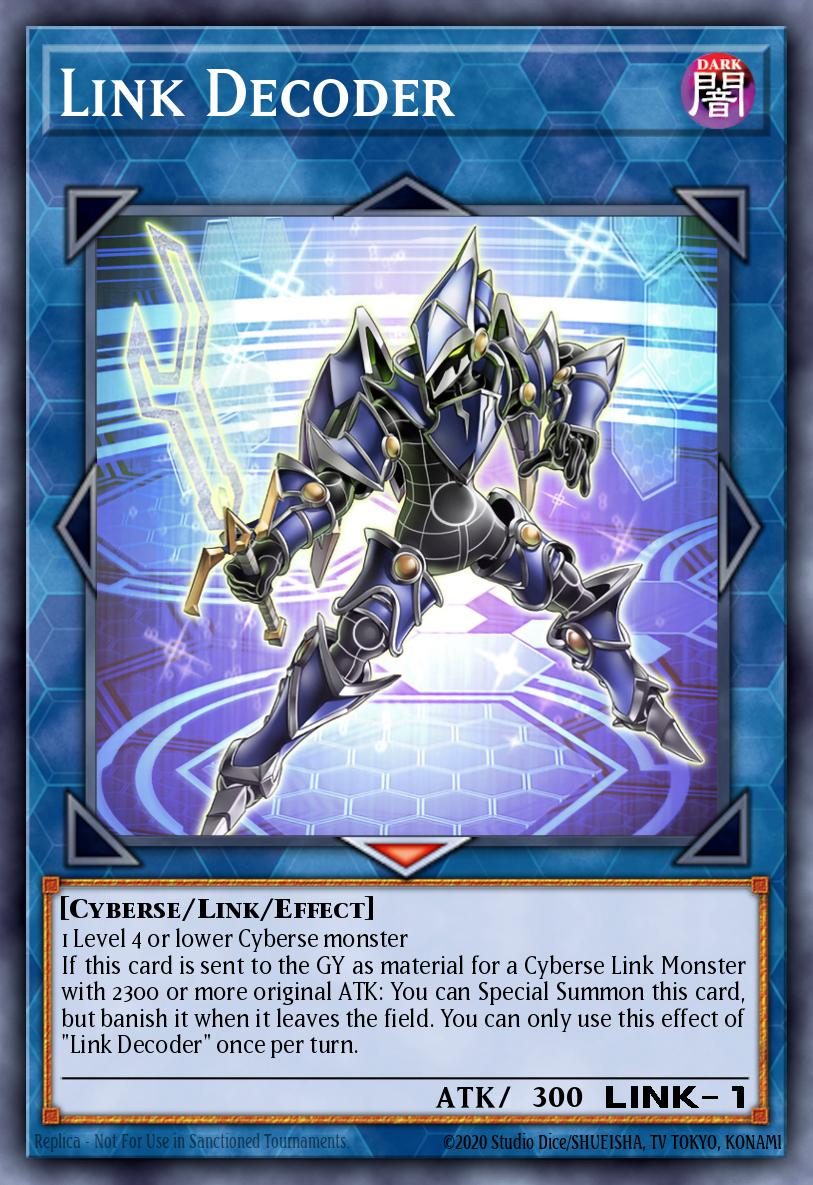 Link Decoder
DARK
闇
[Cyberse/Link/Effect]
1 Level 4 or lower Cyberse monster
If this card is sent to the GY as material for a Cyberse Link Monster
with 2300 or more original ATK: You can Special Summon this card,
but banish it when it leaves the field. You can only use this effect of
"Link Decoder" once per turn.
ATK/ 300 LINK-1
Replica - Not For Use in Sanctioned Tournaments.
©2020 Studio Dice/SHUEISHA, TV TOKYO, KONAMI